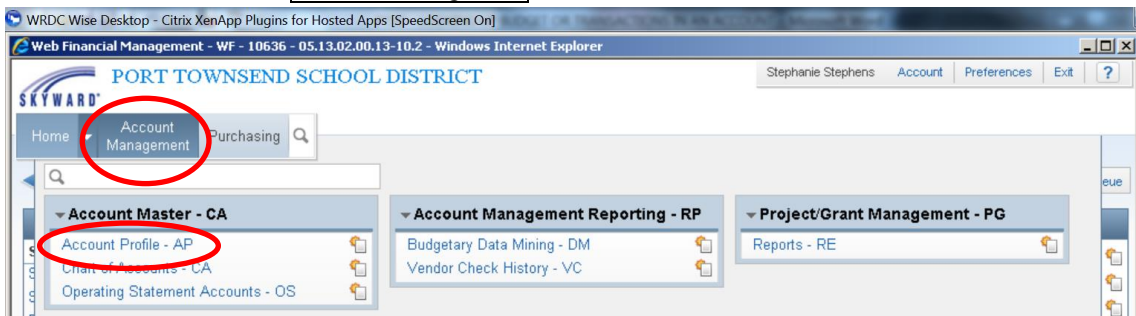 WRDC Wise Desktop - Citrix XenApp Plugins for Hosted Apps [SpeedScreen On]
Web Financial Management - WF - 10636 - 05.13.02.00.13-10.2 - Windows Internet Explorer
SKYWARD PORT TOWNSEND SCHOOL DISTRICT Stephanie Stephens Account Preferences Exit ?
Home Account Management Purchasing
eue
Account Master - CA Account Management Reporting - RP Project/Grant Management - PG
Account Profile - AP Budgetary Data Mining - DM Reports - RE
Chart of Accounts - CA Vendor Check History - VC
Operating Statement Accounts - OS